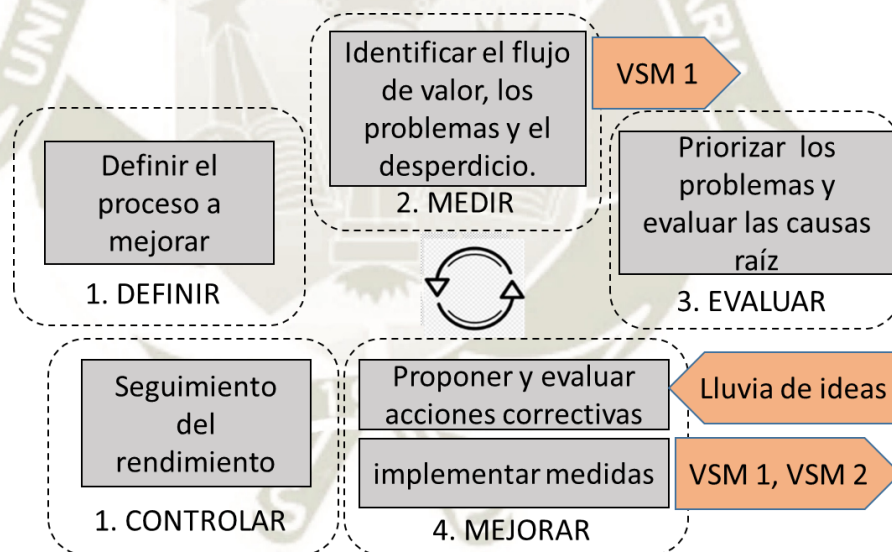 Definir el
proceso a
mejorar
1. DEFINIR
Identificar el flujo
de valor, los
problemas y el
desperdicio.
2. MEDIR
VSM 1
Priorizar los
problemas y
evaluar las causas
raíz
3. EVALUAR
Proponer y evaluar
acciones correctivas
Lluvia de ideas
implementar medidas
VSM 1, VSM 2
4. MEJORAR
Seguimiento
del
rendimiento
1. CONTROLAR